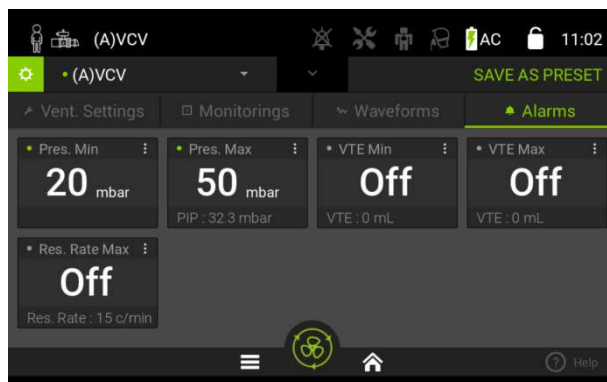 (A)VCV AC 11:02
• (A)VCV SAVE AS PRESET
Vent. Settings Monitorings Waveforms Alarms
• Pres. Min • Pres. Max • VTE Min • VTE Max
20 mbar 50 mbar Off Off
PIP : 32.3 mbar VTE : 0 mL VTE : 0 mL
• Res. Rate Max
Off
Res. Rate : 15 c/min
? Help